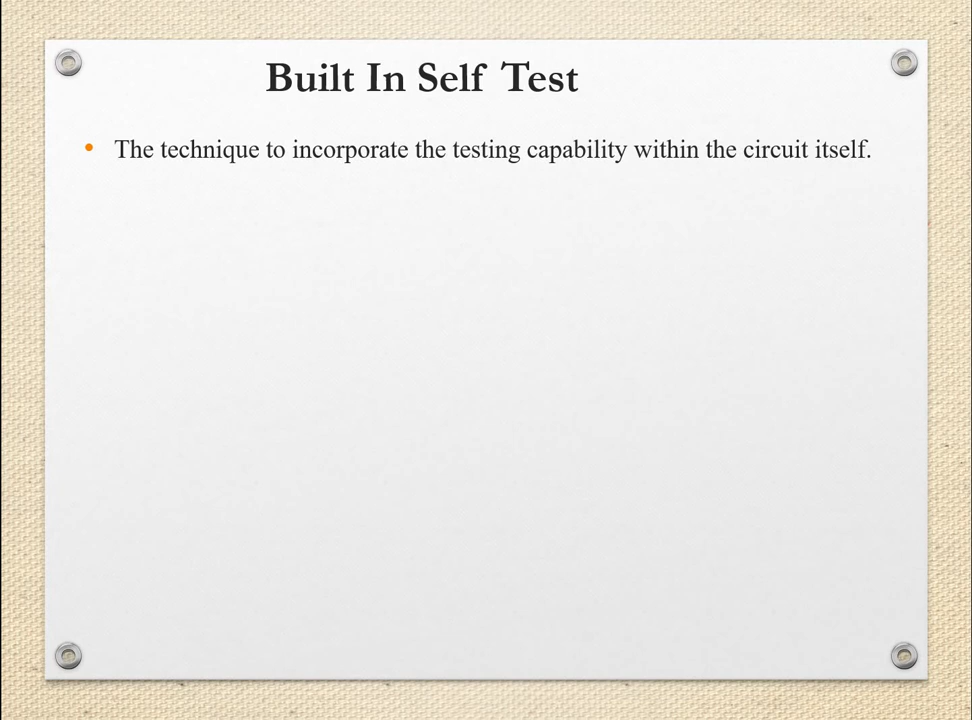 Built In Self Test
• The technique to incorporate the testing capability within the circuit itself.